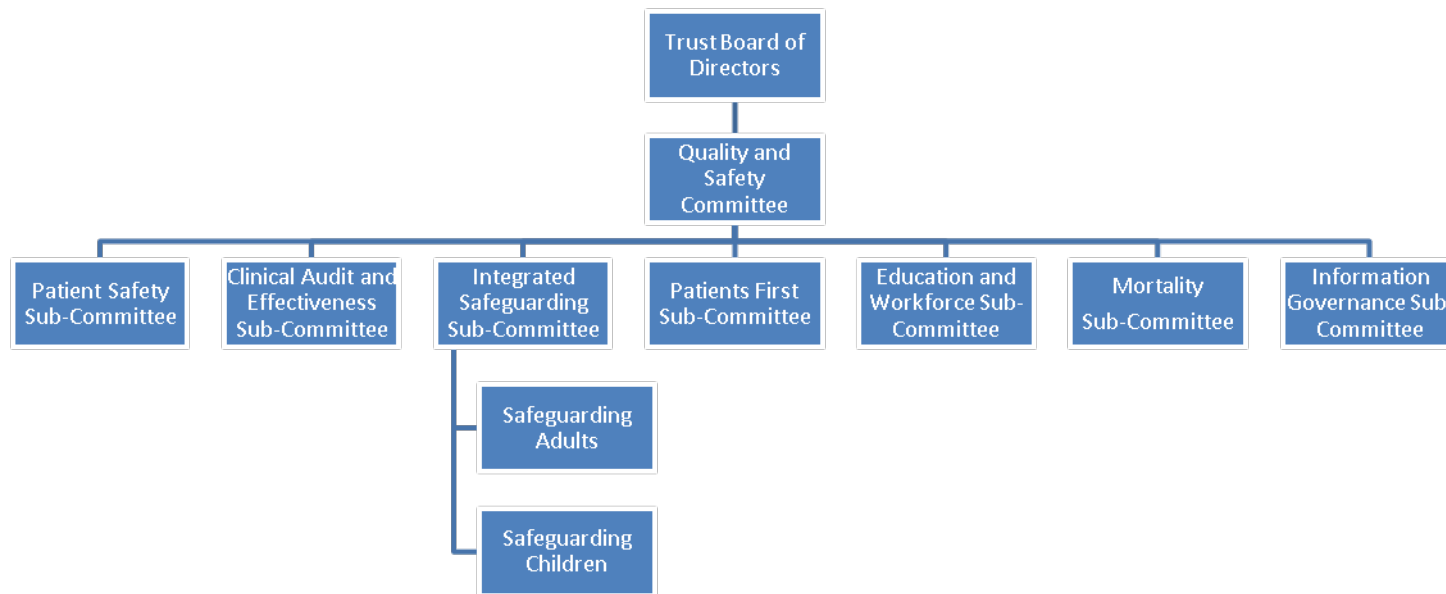 Trust Board of
Directors
Quality and
Safety
Committee
Patient Safety
Sub-Committee
Clinical Audit and
Effectiveness
Sub-Committee
Integrated
Safeguarding
Sub-Committee
Patients First
Sub-Committee
Education and
Workforce Sub-
Committee
Mortality
Sub-Committee
Information
Governance Sub
Committee
Safeguarding
Adults
Safeguarding
Children